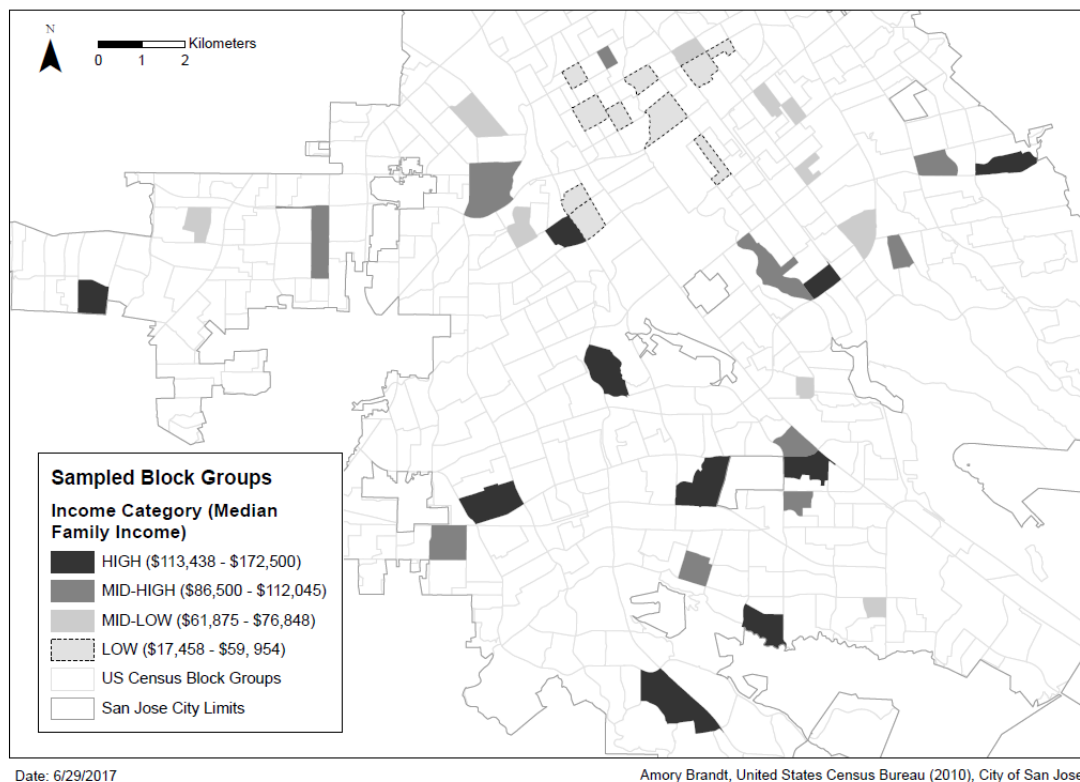 N
Kilometers
0 1 2
Sampled Block Groups
Income Category (Median
Family Income)
HIGH ($113,438 - $172,500)
MID-HIGH ($86,500 - $112,045)
MID-LOW ($61,875 - $76,848)
LOW ($17,458 - $59, 954)
US Census Block Groups
San Jose City Limits
Date: 6/29/2017
Amory Brandt, United States Census Bureau (2010), City of San Jose